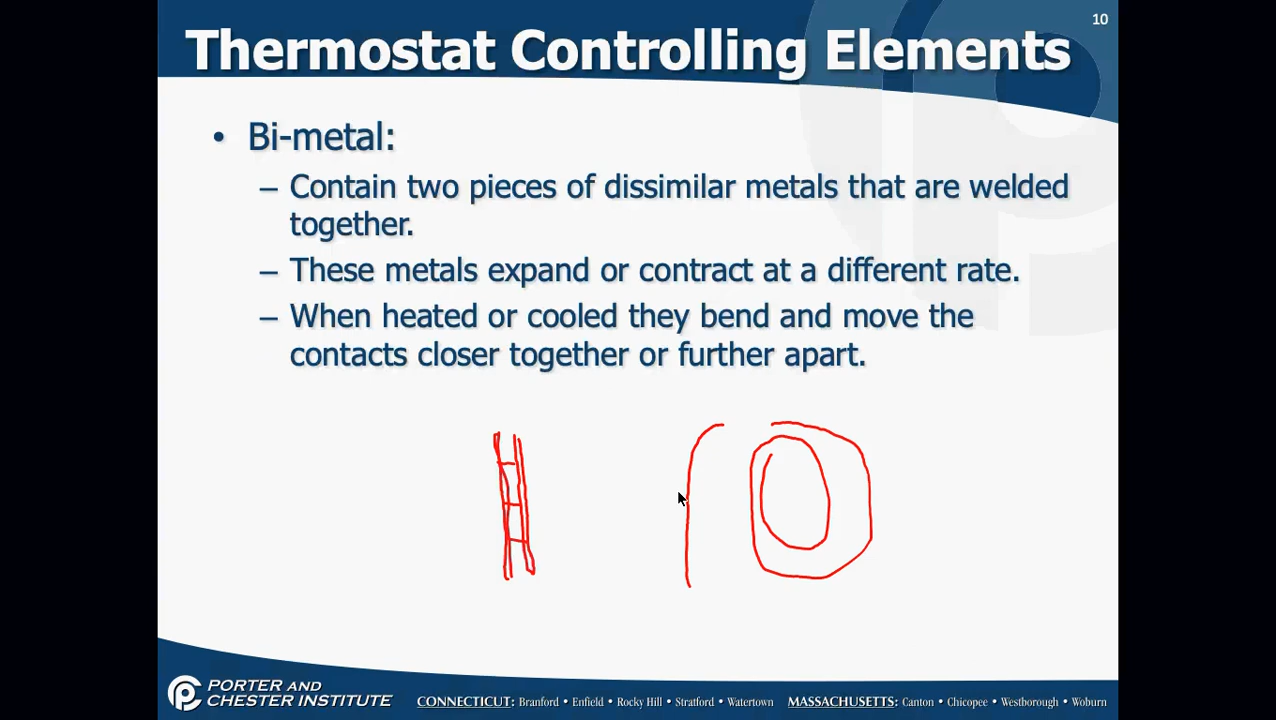 10
Thermostat Controlling Elements
• Bi-metal:
– Contain two pieces of dissimilar metals that are welded
together.
– These metals expand or contract at a different rate.
– When heated or cooled they bend and move the
contacts closer together or further apart.
PORTER AND
CHESTER INSTITUTE
CONNECTICUT: Branford • Enfield • Rocky Hill • Stratford • Watertown MASSACHUSETTS: Canton • Chicopee • Westborough • Woburn